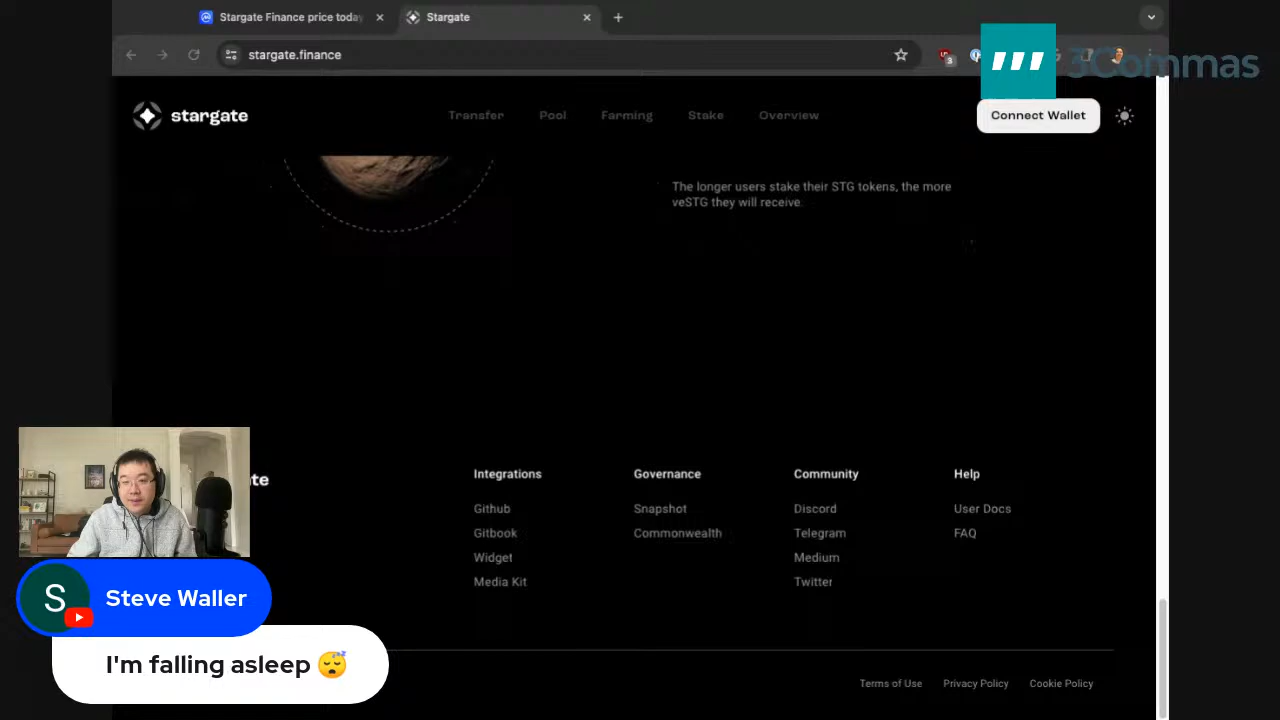 Stargate Finance price today
Stargate
stargate.finance
3
3Commas
stargate
Transfer
Pool
Farming
Stake
Overview
Connect Wallet
The longer users stake their STG tokens, the more
veSTG they will receive.
te
Integrations
Governance
Community
Help
Github
Snapshot
Discord
User Docs
Gitbook
Commonwealth
Telegram
FAQ
Widget
Medium
Media Kit
Twitter
S
Steve Waller
I'm falling asleep 😴
Terms of Use
Privacy Policy
Cookie Policy